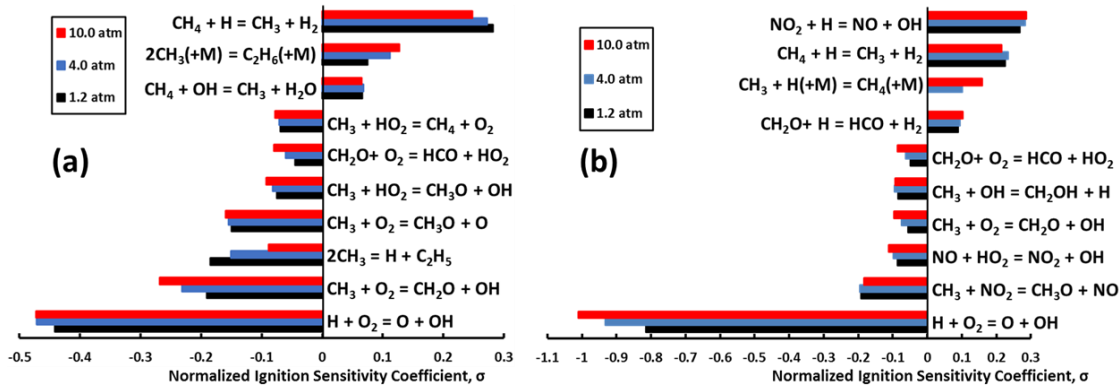 10.0 atm
4.0 atm
1.2 atm
(a)
CH₄ + H = CH₃ + H₂
2CH₃(+M) = C₂H₆(+M)
CH₄ + OH = CH₃ + H₂O
CH₃ + HO₂ = CH₄ + O₂
CH₂O+ O₂ = HCO + HO₂
CH₃ + HO₂ = CH₃O + OH
CH₃ + O₂ = CH₃O + O
2CH₃ = H + C₂H₅
CH₃ + O₂ = CH₂O + OH
H + O₂ = O + OH
-0.5 -0.4 -0.3 -0.2 -0.1 0 0.1 0.2 0.3
Normalized Ignition Sensitivity Coefficient, σ
10.0 atm
4.0 atm
1.2 atm
(b)
NO₂ + H = NO + OH
CH₄ + H = CH₃ + H₂
CH₃ + H(+M) = CH₄(+M)
CH₂O+ H = HCO + H₂
CH₂O+ O₂ = HCO + HO₂
CH₃ + OH = CH₂OH + H
CH₃ + O₂ = CH₂O + OH
NO + HO₂ = NO₂ + OH
CH₃ + NO₂ = CH₃O + NO
H + O₂ = O + OH
-1.1 -1 -0.9 -0.8 -0.7 -0.6 -0.5 -0.4 -0.3 -0.2 -0.1 0 0.1 0.2 0.3
Normalized Ignition Sensitivity Coefficient, σ